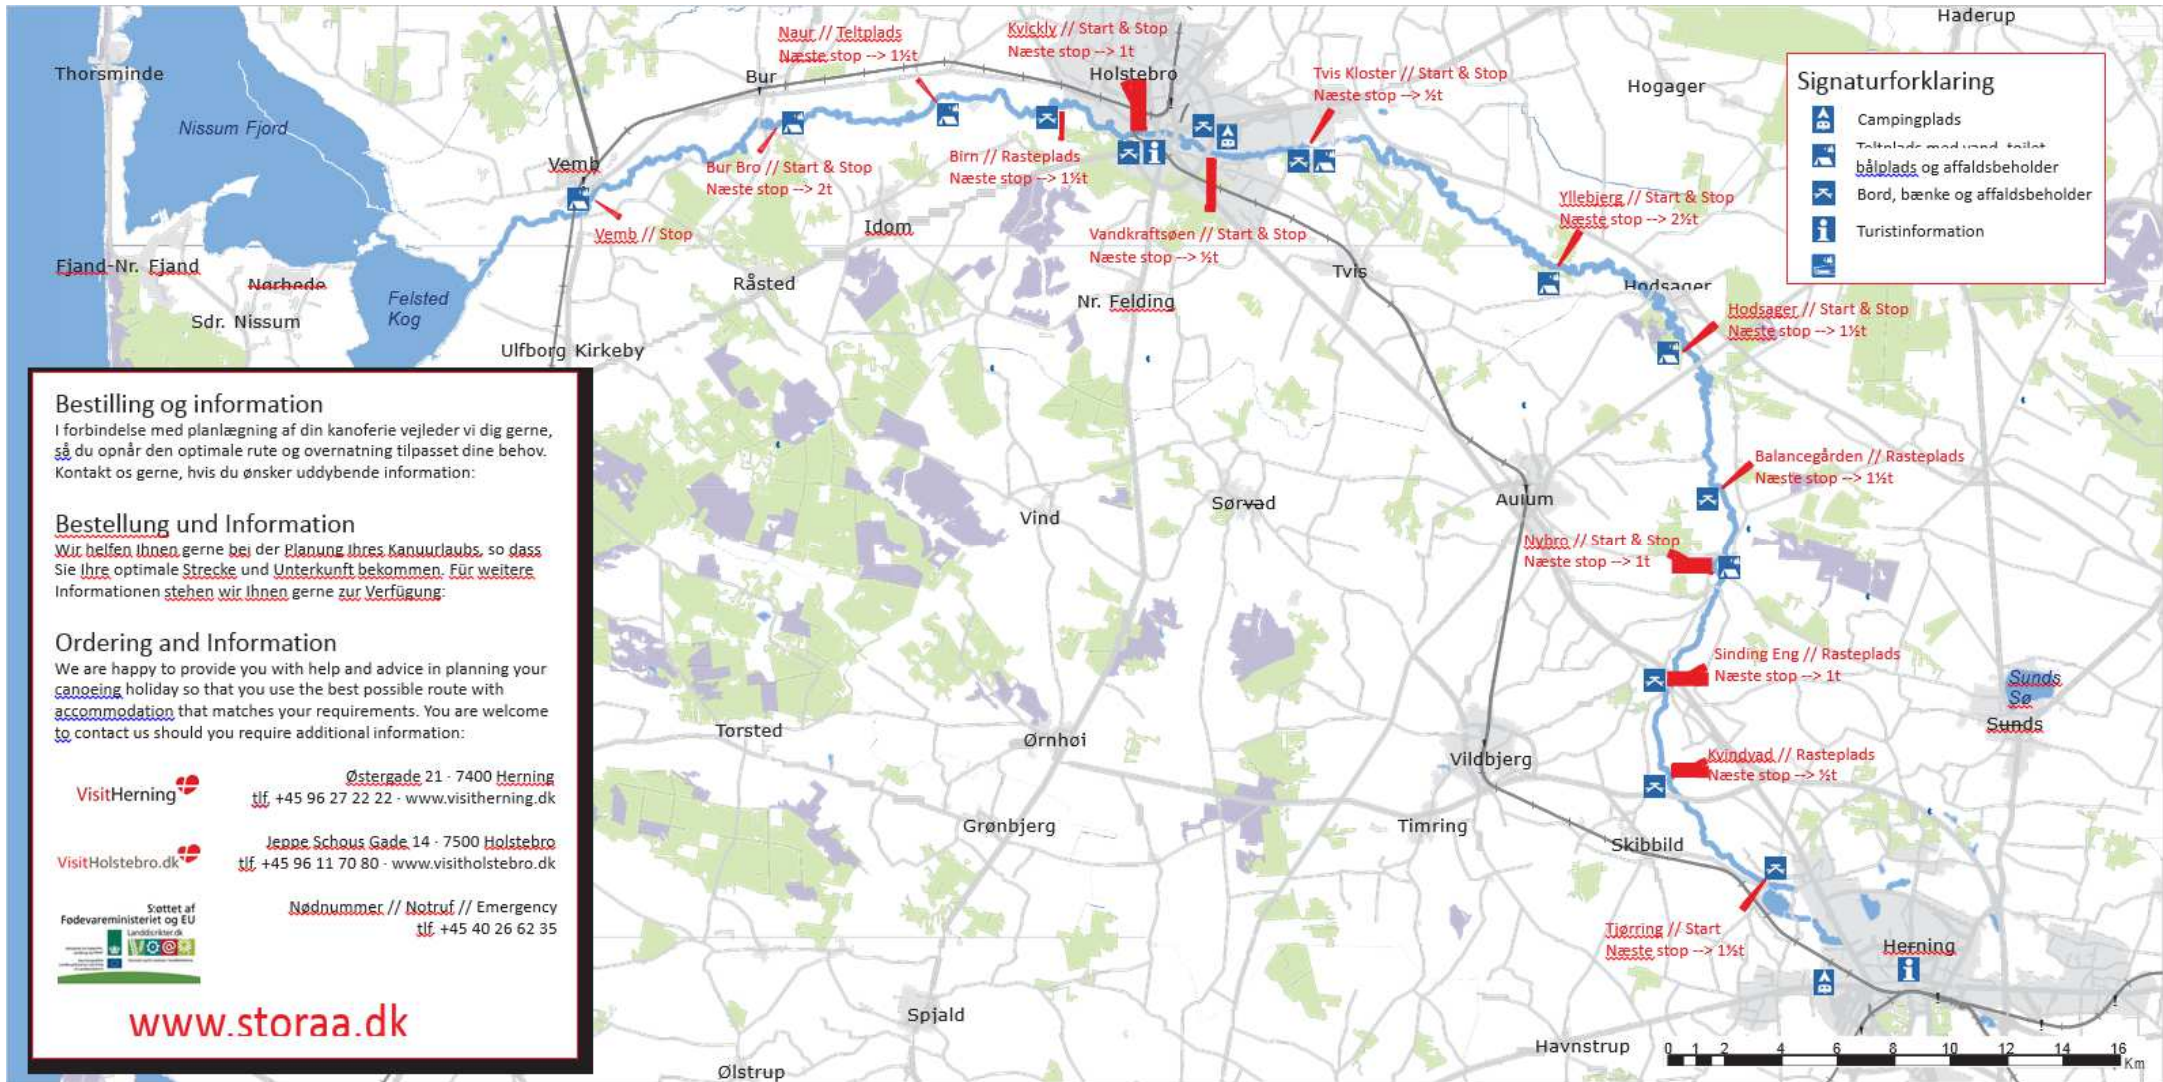 Thorsminde
Nissum Fjord
Vemb
Bur
Naur // Teltplads
Næste stop --> 1½t
Kvickly // Start & Stop
Næste stop --> 1t
Holstebro
Tvis Kloster // Start & Stop
Næste stop --> ½t
Hogager
Haderup
Signaturforklaring
Campingplads
bålplads og affaldsbeholder
Bord, bænke og affaldsbeholder
Turistinformation
Bur Bro // Start & Stop
Næste stop --> 2t
Birn // Rasteplads
Næste stop --> 1½t
Vemb // Stop
Idom
Vandkraftsøen // Start & Stop
Næste stop --> ½t
Yllebjerg // Start & Stop
Næste stop --> 2½t
Fjand-Nr. Fjand
Nørhede
Sdr. Nissum
Felsted
Kog
Råsted
Nr. Felding
Tvis
Hodsager
Hodsager // Start & Stop
Næste stop --> 1½t
Ulfborg Kirkeby
Balancegården // Rasteplads
Næste stop --> 1½t
Vind
Sørvad
Aulum
Nybro // Start & Stop
Næste stop --> 1t
Sinding Eng // Rasteplads
Næste stop --> 1t
Sunds
Sø
Sunds
Torsted
Ørnhøi
Vildbjerg
Kvindvad // Rasteplads
Næste stop --> ½t
Grønbjerg
Timring
Skibbild
Tjørring // Start
Næste stop --> 1½t
Herning
Spjald
Ølstrup
Havnstrup
0 1 2 4 6 8 10 12 14 16
Km
Bestilling og information
I forbindelse med planlægning af din kanoferie vejleder vi dig gerne,
så du opnår den optimale rute og overnatning tilpasset dine behov.
Kontakt os gerne, hvis du ønsker uddybende information:
Bestellung und Information
Wir helfen Ihnen gerne bei der Planung Ihres Kanuurlaubs, so dass
Sie Ihre optimale Strecke und Unterkunft bekommen. Für weitere
Informationen stehen wir Ihnen gerne zur Verfügung:
Ordering and Information
We are happy to provide you with help and advice in planning your
canoeing holiday so that you use the best possible route with
accommodation that matches your requirements. You are welcome
to contact us should you require additional information:
VisitHerning
Østergade 21 · 7400 Herning
tlf. +45 96 27 22 22 · www.visitherning.dk
VisitHolstebro.dk
Jeppe Schous Gade 14 · 7500 Holstebro
tlf. +45 96 11 70 80 · www.visitholstebro.dk
Støttet af
Fødevareministeriet og EU
Landdistrikter.dk
Nødnummer // Notruf // Emergency
tlf. +45 40 26 62 35
www.storaa.dk